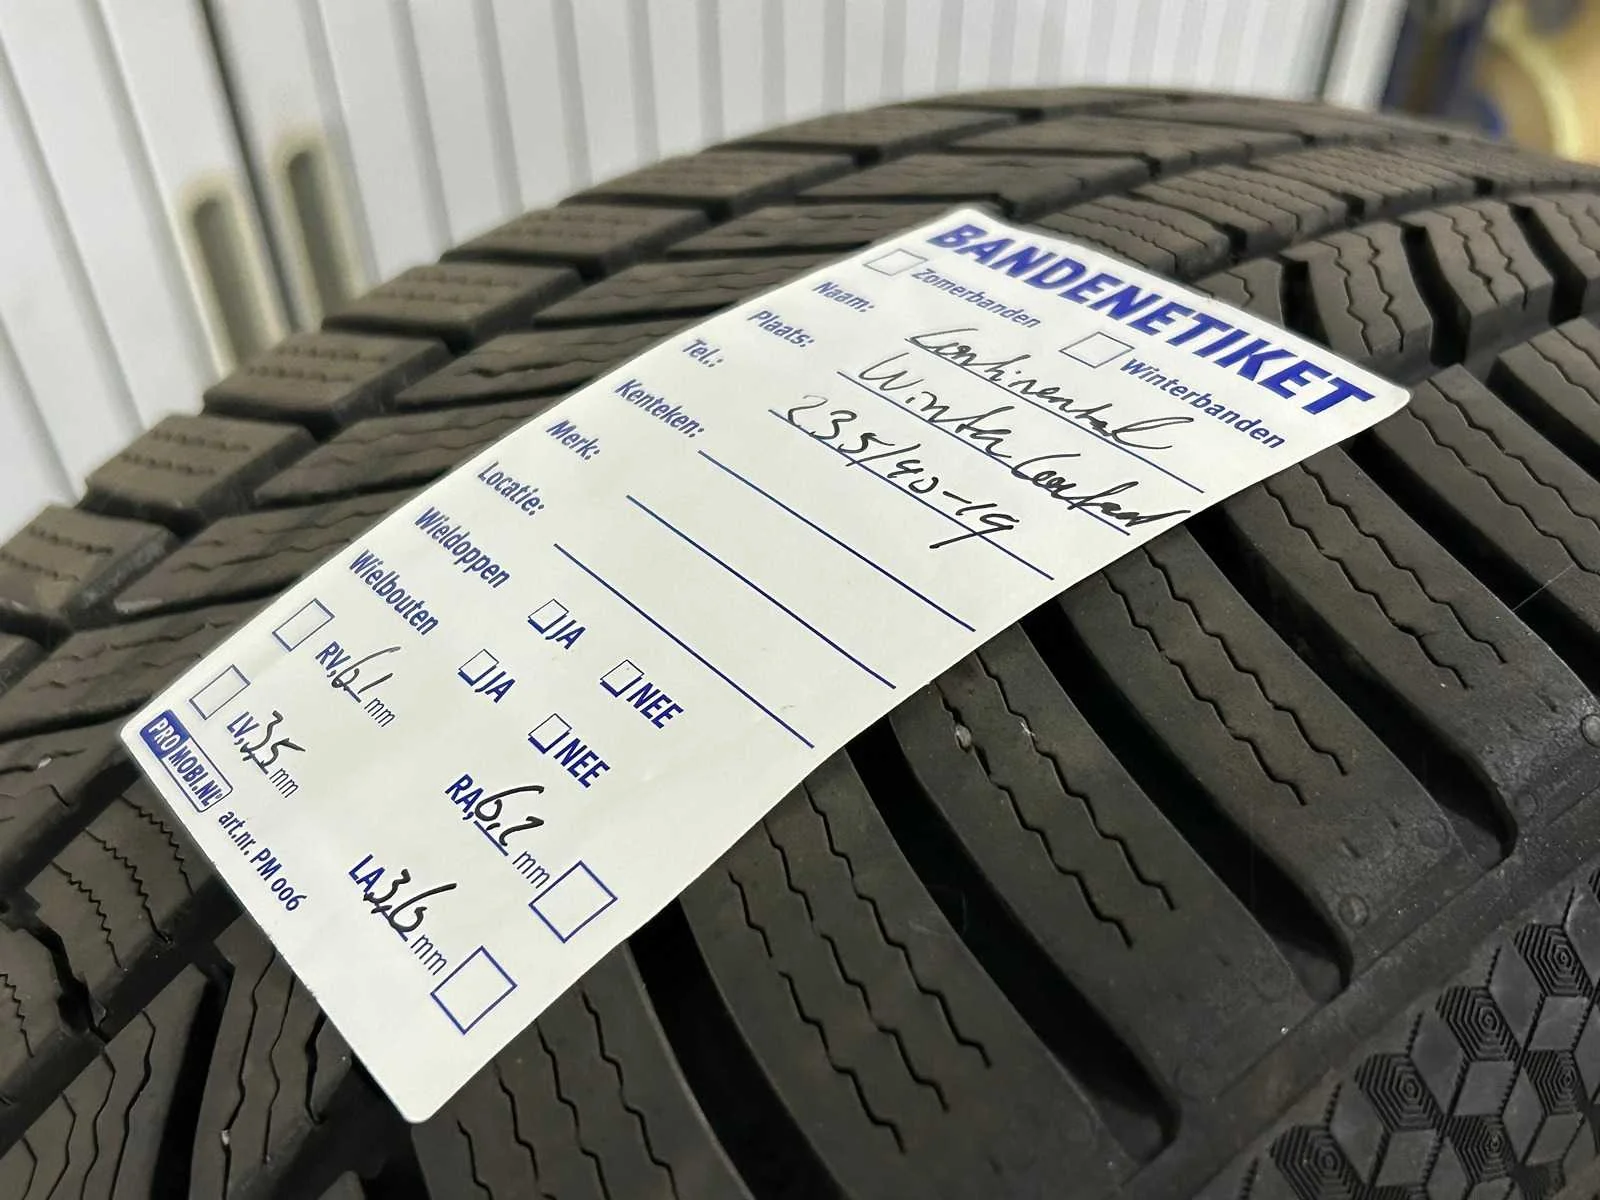 BANDENETIKET
Zomerbanden Winterbanden
Naam: Continental
Plaats: Winter Contact
Tel.: 235/40-19
Kenteken:
Merk:
Locatie:
Wieldoppen JA NEE
Wielbouten JA NEE
RV, 6,1 mm RA, 6,2 mm
LV, 3,5 mm LA, 3,6 mm
PROMOBI.NL® art.nr. PM 006